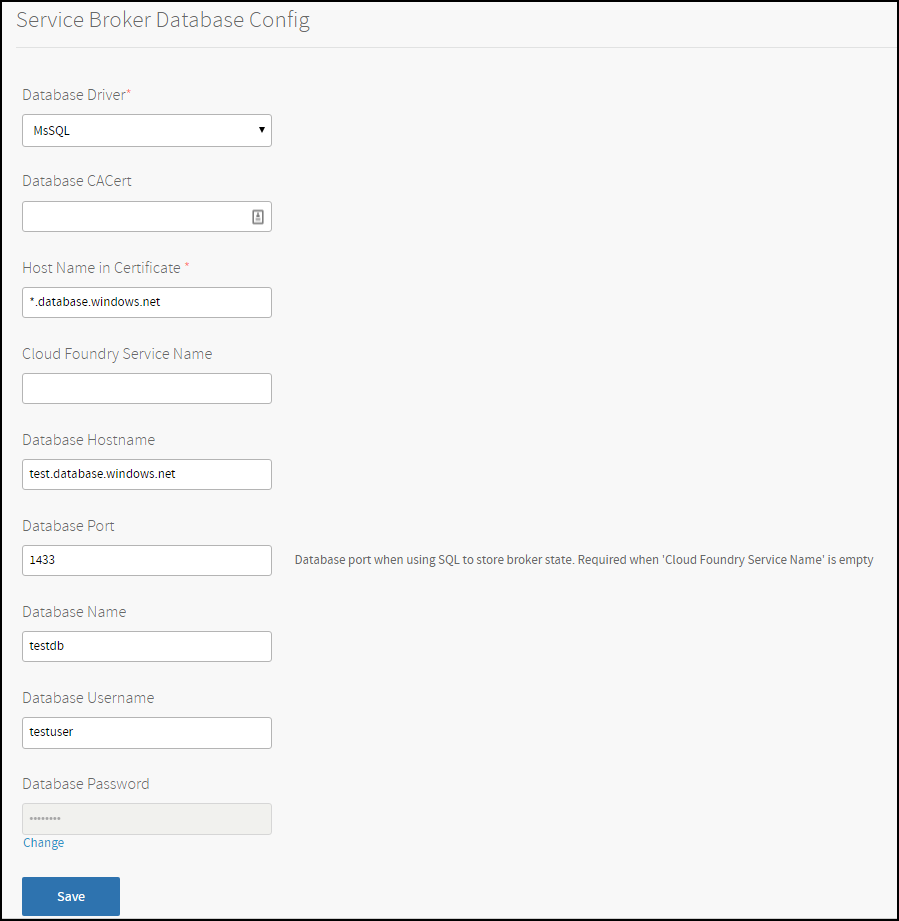 Service Broker Database Config
Database Driver*
MsSQL
Database CACert
Host Name in Certificate *
*.database.windows.net
Cloud Foundry Service Name
Database Hostname
test.database.windows.net
Database Port
1433
Database port when using SQL to store broker state. Required when 'Cloud Foundry Service Name' is empty
Database Name
testdb
Database Username
testuser
Database Password
••••••••
Change
Save